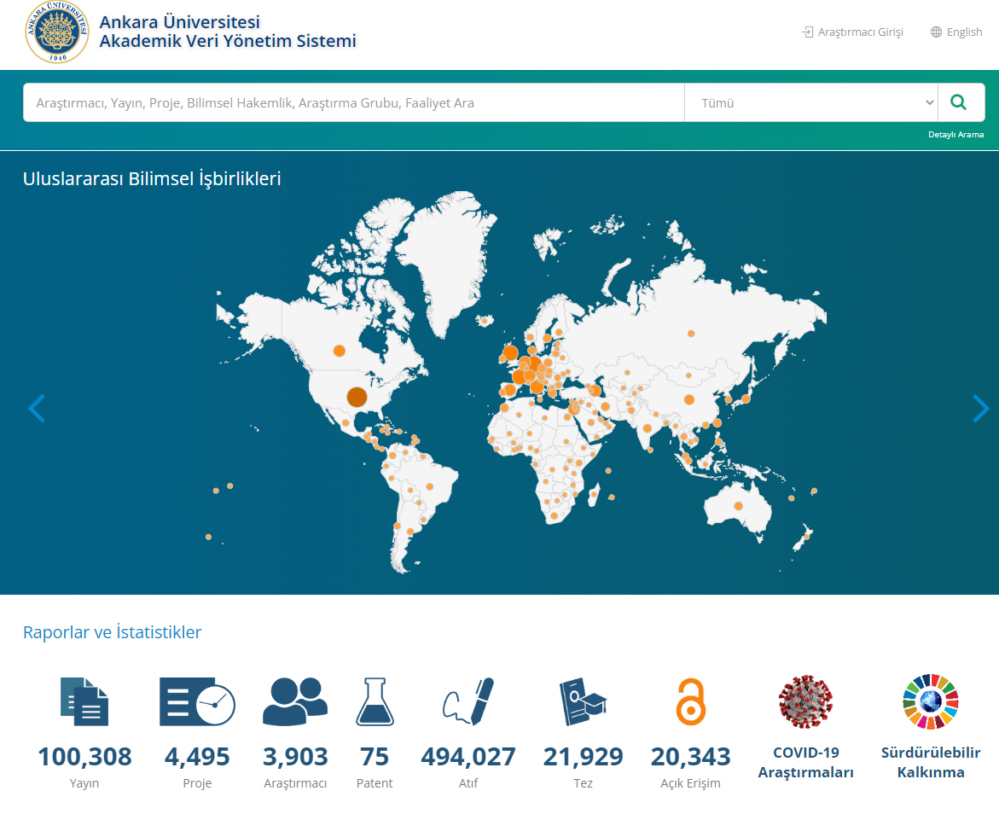 ANKARA ÜNİVERSİTESİ
1946
Ankara Üniversitesi
Akademik Veri Yönetim Sistemi
Araştırmacı Girişi
English
Araştırmacı, Yayın, Proje, Bilimsel Hakemlik, Araştırma Grubu, Faaliyet Ara
Tümü
Detaylı Arama
Uluslararası Bilimsel İşbirlikleri
Raporlar ve İstatistikler
100,308 4,495 3,903 75 494,027 21,929 20,343
Yayın Proje Araştırmacı Patent Atıf Tez Açık Erişim
COVID-19
Araştırmaları
Sürdürülebilir
Kalkınma